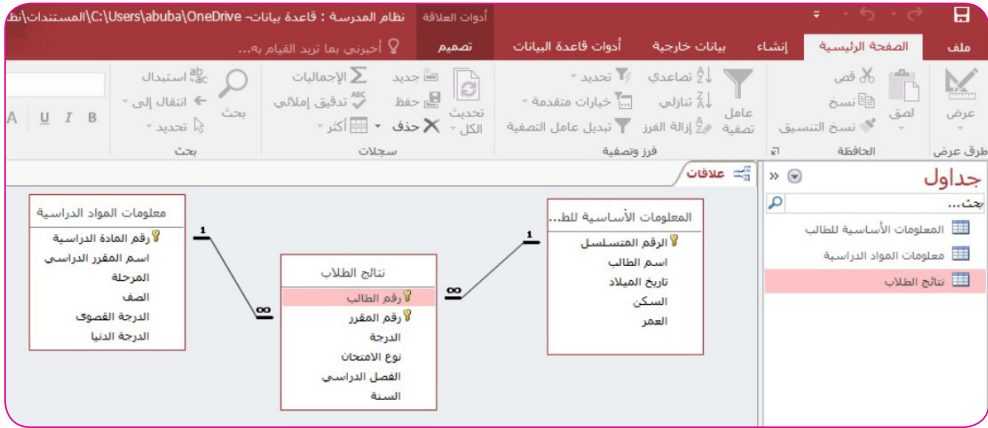 أدوات العلاقة
نظام المدرسة : قاعدة بيانات- C:\Users\abuba\OneDrive\المستندات\نظا
ملف
الصفحة الرئيسية
إنشاء
بيانات خارجية
أدوات قاعدة البيانات
تصميم
أخبرني بما تريد القيام به...
عرض
لصق
قص
نسخ
نسخ التنسيق
عامل تصفية
تصاعدي
تنازلي
إزالة الفرز
تحديد
خيارات متقدمة
تبديل عامل التصفية
تحديث الكل
جديد
حفظ
حذف
الإجماليات
تدقيق إملائي
أكثر
بحث
استبدال
انتقال إلى
تحديد
B I U A
طرق عرض
الحافظة
فرز وتصفية
سجلات
بحث
جداول
بحث...
المعلومات الأساسية للطالب
معلومات المواد الدراسية
نتائج الطلاب
علاقات
المعلومات الأساسية للط...
الرقم المتسلسل
اسم الطالب
تاريخ الميلاد
السكن
العمر
1
∞
نتائج الطلاب
رقم الطالب
رقم المقرر
الدرجة
نوع الامتحان
الفصل الدراسي
السنة
∞
1
معلومات المواد الدراسية
رقم المادة الدراسية
اسم المقرر الدراسي
المرحلة
الصف
الدرجة القصوى
الدرجة الدنيا